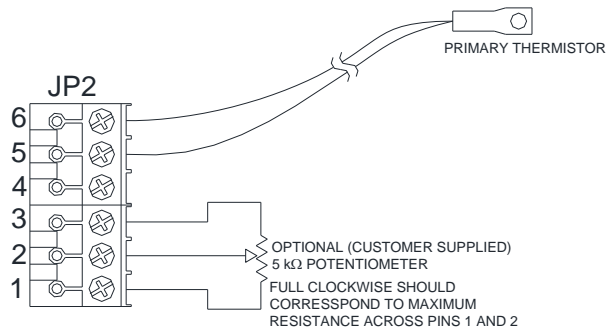 PRIMARY THERMISTOR
JP2
6
5
4
3
2
1
OPTIONAL (CUSTOMER SUPPLIED)
5 kΩ POTENTIOMETER
FULL CLOCKWISE SHOULD
CORRESSPOND TO MAXIMUM
RESISTANCE ACROSS PINS 1 AND 2